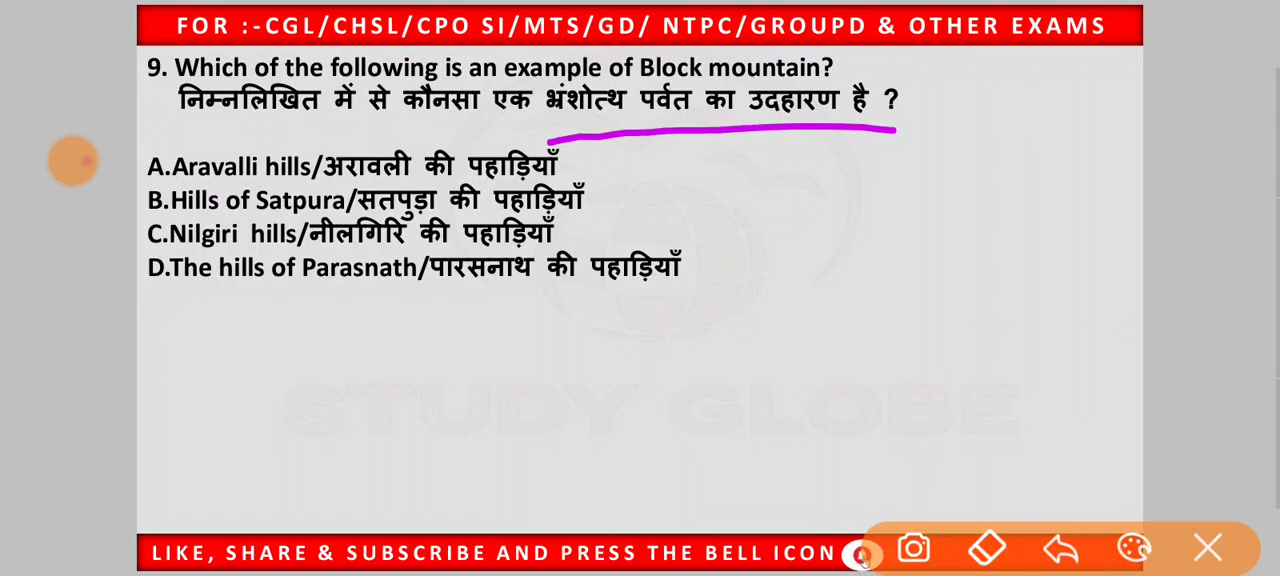 FOR :-CGL/CHSL/CPO SI/MTS/GD/ NTPC/GROUPD & OTHER EXAMS
9. Which of the following is an example of Block mountain?
निम्नलिखित में से कौनसा एक भ्रंशोत्थ पर्वत का उदहारण है ?
A.Aravalli hills/अरावली की पहाड़ियाँ
B.Hills of Satpura/सतपुड़ा की पहाड़ियाँ
C.Nilgiri hills/नीलगिरि की पहाड़ियाँ
D.The hills of Parasnath/पारसनाथ की पहाड़ियाँ
STUDY GLOBE
LIKE, SHARE & SUBSCRIBE AND PRESS THE BELL ICON